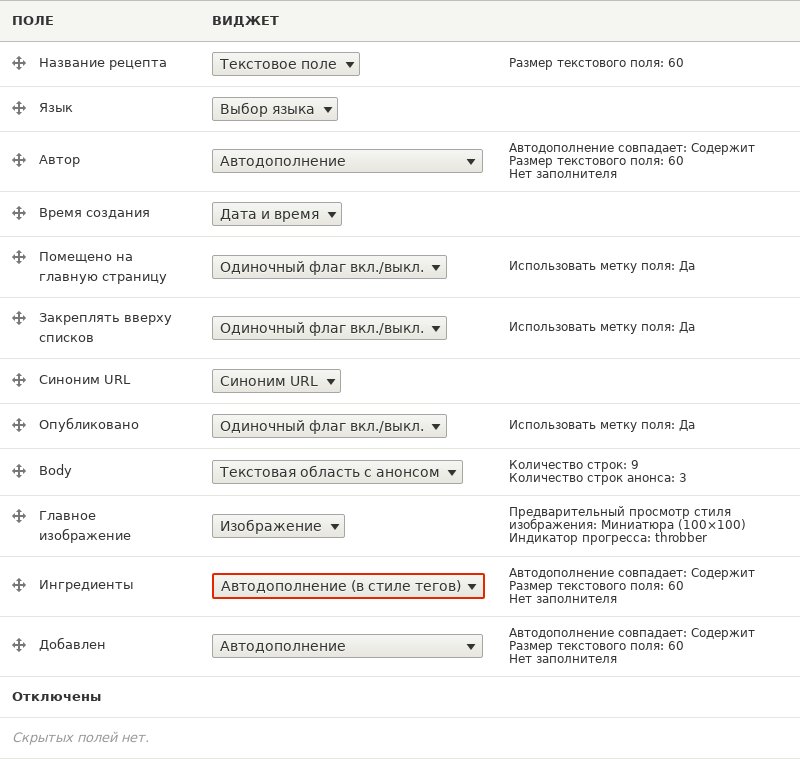 ПОЛЕ ВИДЖЕТ
Название рецепта Текстовое поле Размер текстового поля: 60
Язык Выбор языка
Автор Автодополнение Автодополнение совпадает: Содержит
Размер текстового поля: 60
Нет заполнителя
Время создания Дата и время
Помещено на
главную страницу Одиночный флаг вкл./выкл. Использовать метку поля: Да
Закреплять вверху
списков Одиночный флаг вкл./выкл. Использовать метку поля: Да
Синоним URL Синоним URL
Опубликовано Одиночный флаг вкл./выкл. Использовать метку поля: Да
Body Текстовая область с анонсом Количество строк: 9
Количество строк анонса: 3
Главное
изображение Изображение Предварительный просмотр стиля
изображения: Миниатюра (100×100)
Индикатор прогресса: throbber
Ингредиенты Автодополнение (в стиле тегов) Автодополнение совпадает: Содержит
Размер текстового поля: 60
Нет заполнителя
Добавлен Автодополнение Автодополнение совпадает: Содержит
Размер текстового поля: 60
Нет заполнителя
Отключены
Скрытых полей нет.